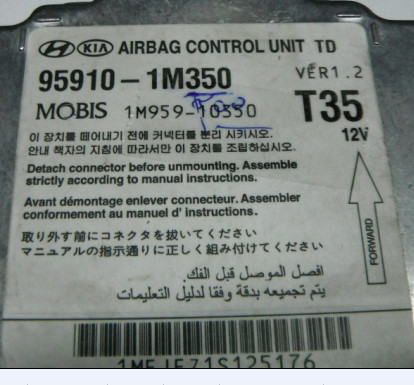 KIA AIRBAG CONTROL UNIT TD
95910-1M350 VER1.2
MOBIS 1M959-10350 T35
12V
이 장치를 떼어내기 전에 커넥터를 분리 시키시오.
안내 책자의 지침에 따라서만 이 장치를 조립하십시오.
Detach connector before unmounting. Assemble
strictly according to manual instructions.
Avant démontage enlever connecteur. Assembler
conformement au manuel d' instructions.
取り外す前にコネクタを抜いてください
マニュアルの指示通りに正しく組み付けてください
FORWARD
افصل الموصل قبل الفك.
يتم تجميعه بدقة وفقا لدليل التعليمات